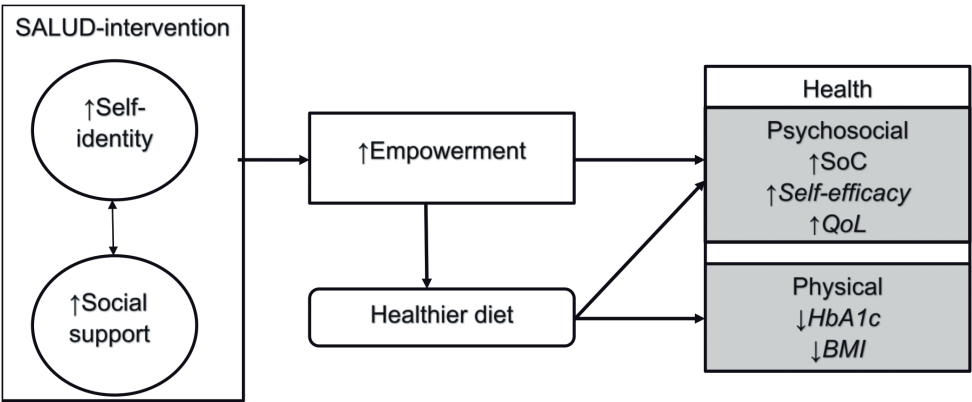 SALUD-intervention
↑Self-
identity
↑Social
support
↑Empowerment
Healthier diet
Health
Psychosocial
↑SoC
↑Self-efficacy
↑QoL
Physical
↓HbA1c
↓BMI